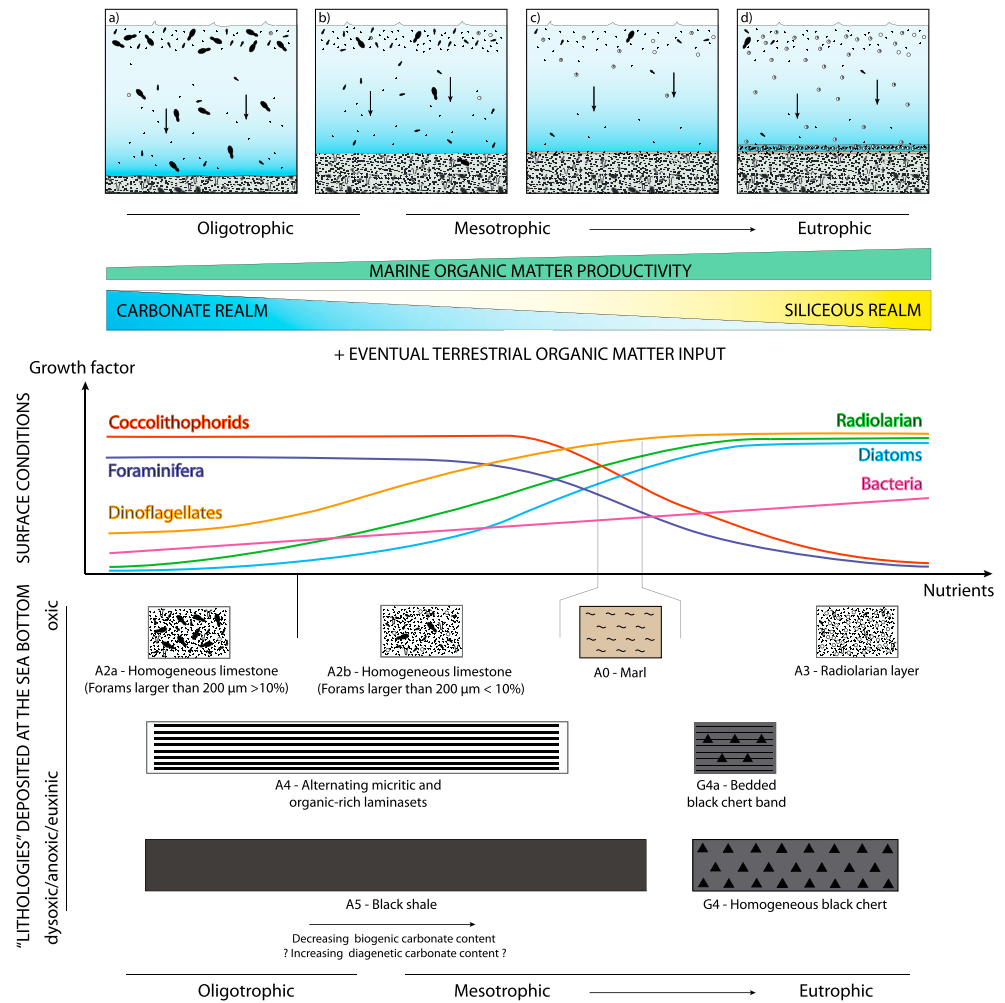 a)
b)
c)
d)
Oligotrophic
Mesotrophic
Eutrophic
MARINE ORGANIC MATTER PRODUCTIVITY
CARBONATE REALM
SILICEOUS REALM
+ EVENTUAL TERRESTRIAL ORGANIC MATTER INPUT
Growth factor
SURFACE CONDITIONS
Coccolithophorids
Radiolarian
Foraminifera
Diatoms
Bacteria
Dinoflagellates
Nutrients
"LITHOLOGIES" DEPOSITED AT THE SEA BOTTOM
oxic
dysoxic/anoxic/euxinic
A2a - Homogeneous limestone
(Forams larger than 200 µm >10%)
A2b - Homogeneous limestone
(Forams larger than 200 µm < 10%)
A0 - Marl
A3 - Radiolarian layer
A4 - Alternating micritic and
organic-rich laminasets
G4a - Bedded
black chert band
A5 - Black shale
G4 - Homogeneous black chert
Decreasing biogenic carbonate content
? Increasing diagenetic carbonate content ?
Oligotrophic
Mesotrophic
Eutrophic